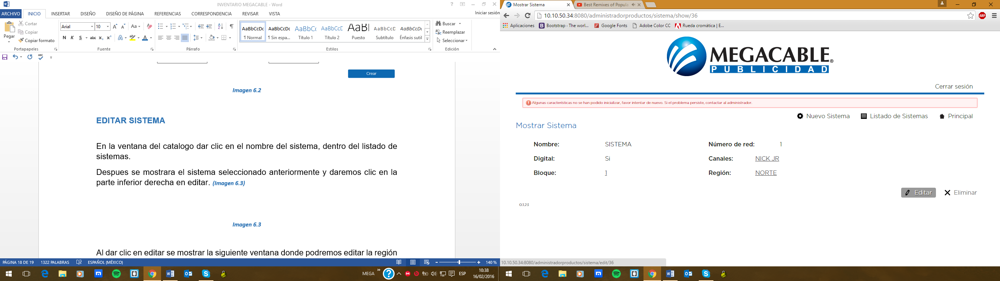 INVENTARIO MEGACABLE - Word
ARCHIVO INICIO INSERTAR DISEÑO DISEÑO DE PÁGINA REFERENCIAS CORRESPONDENCIA REVISAR VISTA Iniciar sesión
Pegar
Cortar
Copiar
Copiar formato
Portapapeles
Arial 10
Fuente
Párrafo
AaBbCcDc AaBbCcDc AaBbCc AaBbCcE AaBl AaBbCcD AaBbCcDc
¶ Normal ¶ Sin espa... Título 1 Título 2 Puesto Subtítulo Énfasis sutil
Estilos
Buscar
Reemplazar
Seleccionar
Edición
Crear
Imagen 6.2
EDITAR SISTEMA
En la ventana del catalogo dar clic en el nombre del sistema, dentro del listado de
sistemas.
Despues se mostrara el sistema seleccionado anteriormente y daremos clic en la
parte inferior derecha en editar. (Imagen 6.3)
Imagen 6.3
Al dar clic en editar se mostrar la siguiente ventana donde podremos editar la región
PÁGINA 18 DE 19 1322 PALABRAS ESPAÑOL (MÉXICO) 140 %
MEGA » ESP 10:38
16/02/2016
Mostrar Sistema Best Remixes of Popula
10.10.50.34:8080/administradorproductos/sistema/show/36
ABP
Aplicaciones Bootstrap · The worl... Google Fonts Adobe Color CC Rueda cromática | E...
MEGACABLE®
PUBLICIDAD
Cerrar sesión
Algunas características no se han podido inicializar, favor intentar de nuevo. Si el problema persiste, contactar al administrador.
Nuevo Sistema Listado de Sistemas Principal
Mostrar Sistema
Nombre: SISTEMA Número de red: 1
Digital: Si Canales: NICK JR
Bloque: 1 Región: NORTE
Editar Eliminar
0.1.23
10.10.50.34:8080/administradorproductos/sistema/edit/36